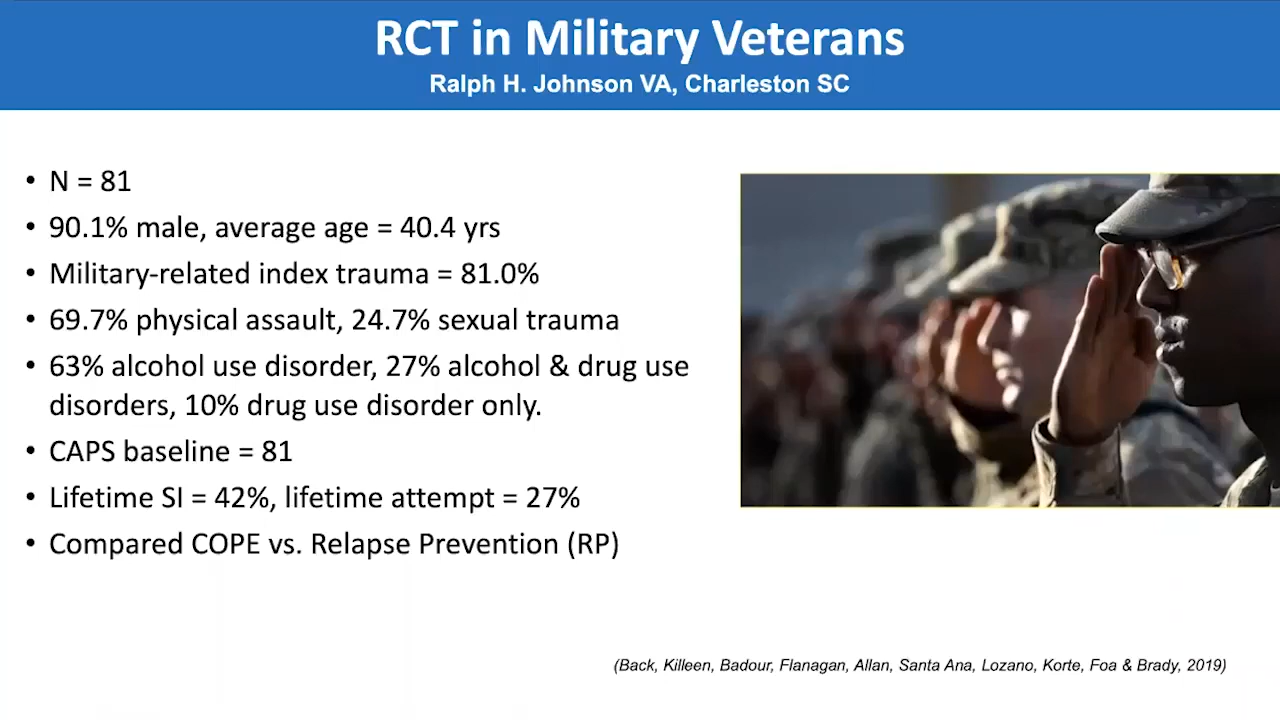 RCT in Military Veterans
Ralph H. Johnson VA, Charleston SC
• N = 81
• 90.1% male, average age = 40.4 yrs
• Military-related index trauma = 81.0%
• 69.7% physical assault, 24.7% sexual trauma
• 63% alcohol use disorder, 27% alcohol & drug use
disorders, 10% drug use disorder only.
• CAPS baseline = 81
• Lifetime SI = 42%, lifetime attempt = 27%
• Compared COPE vs. Relapse Prevention (RP)
(Back, Killeen, Badour, Flanagan, Allan, Santa Ana, Lozano, Korte, Foa & Brady, 2019)